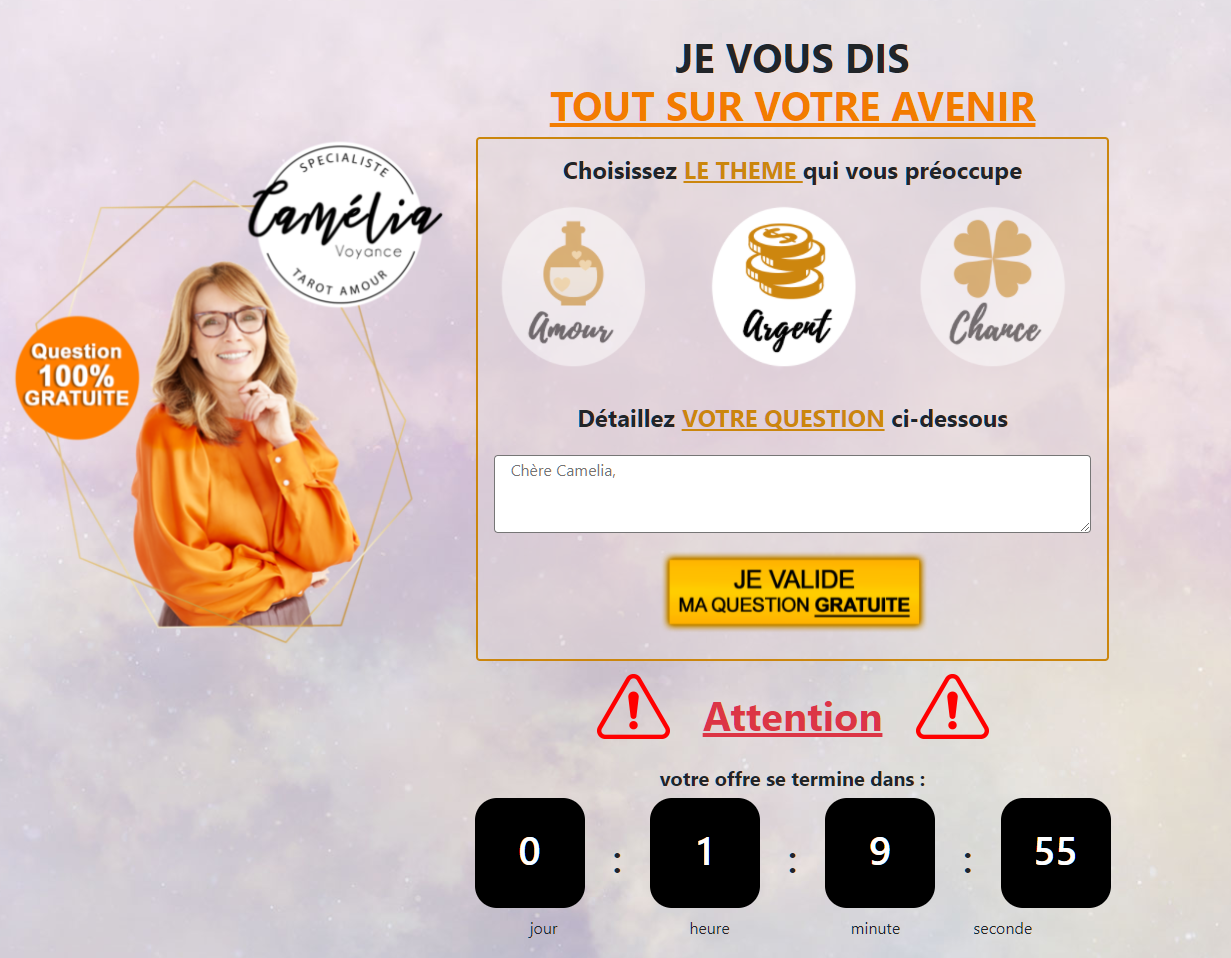 JE VOUS DIS
TOUT SUR VOTRE AVENIR
SPECIALISTE
Camélia
Voyance
TAROT AMOUR
Question
100%
GRATUITE
Choisissez LE THEME qui vous préoccupe
Amour
Argent
Chance
Détaillez VOTRE QUESTION ci-dessous
Chère Camelia,
JE VALIDE
MA QUESTION GRATUITE
Attention
votre offre se termine dans :
0 : 1 : 9 : 55
jour heure minute seconde